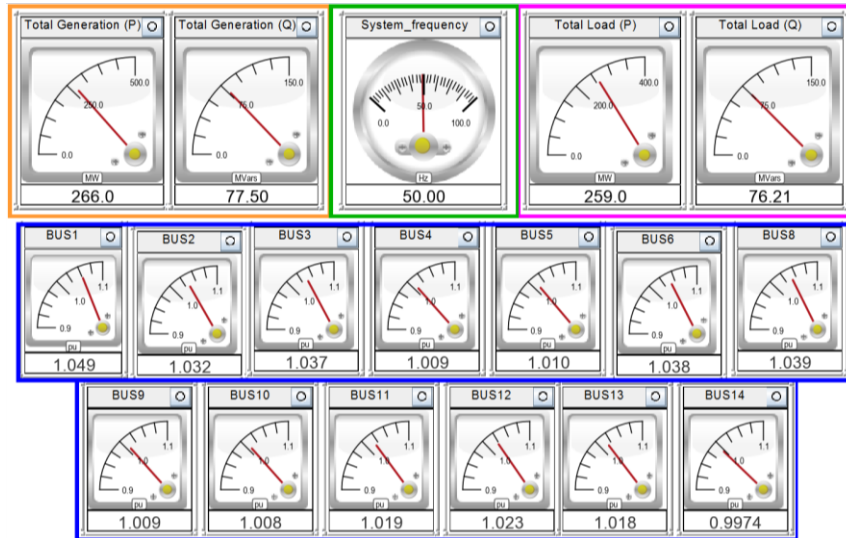 Total Generation (P) Total Generation (Q) System_frequency Total Load (P) Total Load (Q)
500.0 150.0 400.0 150.0
250.0 75.0 50.0 200.0 75.0
0.0 100.0
0.0 0.0 0.0 0.0
MW MVars Hz MW MVars
266.0 77.50 50.00 259.0 76.21
BUS1 BUS2 BUS3 BUS4 BUS5 BUS6 BUS8
1.1 1.1 1.1 1.1 1.1 1.1 1.1
1.0 1.0 1.0 1.0 1.0 1.0 1.0
0.9 0.9 0.9 0.9 0.9 0.9 0.9
pu pu pu pu pu pu pu
1.049 1.032 1.037 1.009 1.010 1.038 1.039
BUS9 BUS10 BUS11 BUS12 BUS13 BUS14
1.1 1.1 1.1 1.1 1.1 1.1
1.0 1.0 1.0 1.0 1.0 1.0
0.9 0.9 0.9 0.9 0.9 0.9
pu pu pu pu pu pu
1.009 1.008 1.019 1.023 1.018 0.9974